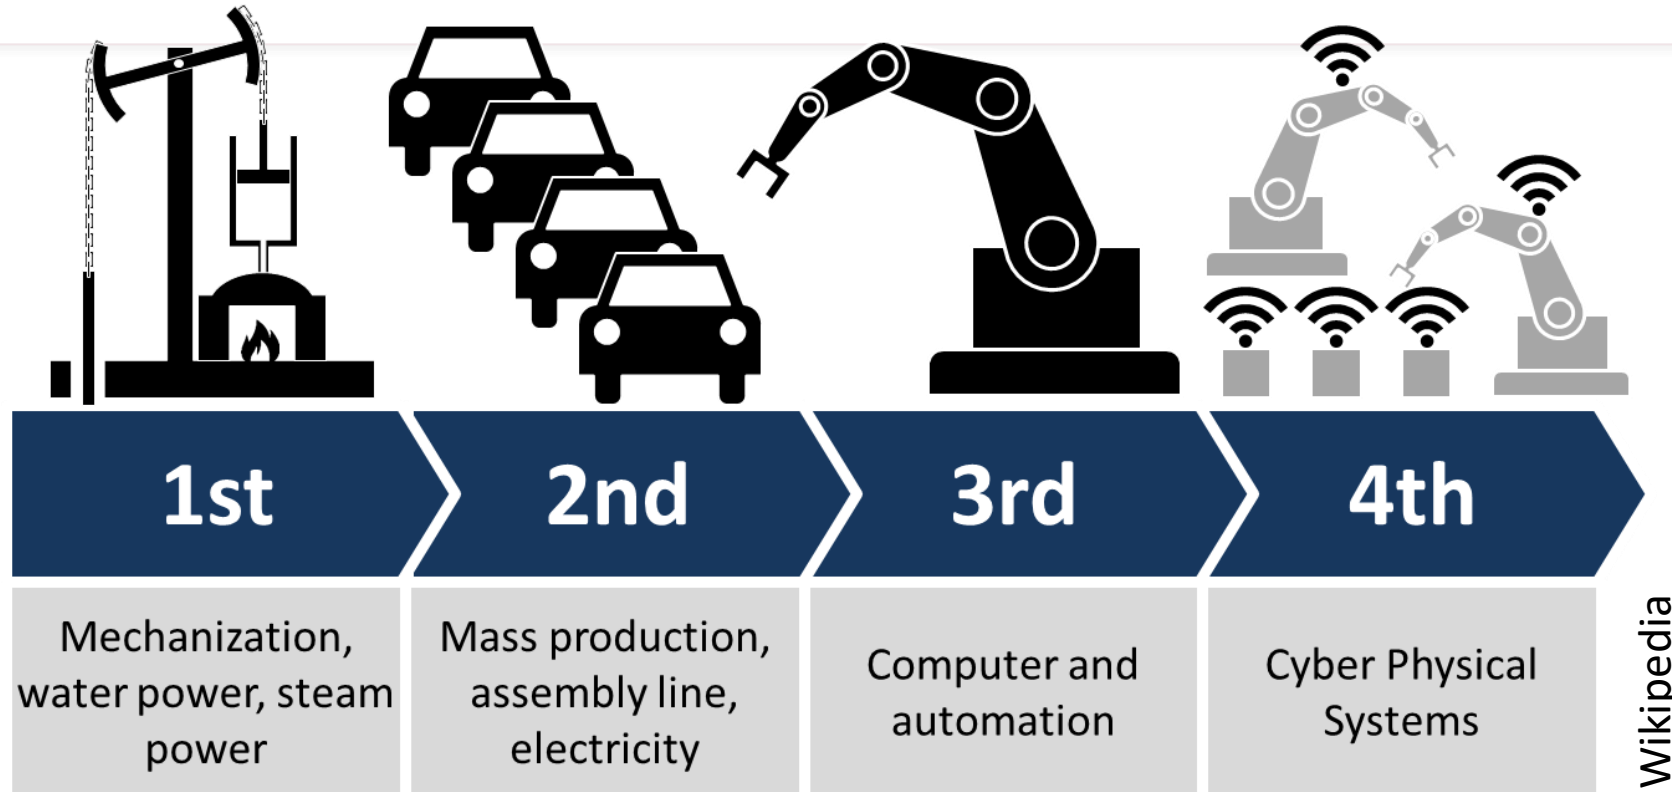 1st
2nd
3rd
4th
Mechanization,
water power, steam
power
Mass production,
assembly line,
electricity
Computer and
automation
Cyber Physical
Systems
Wikipedia